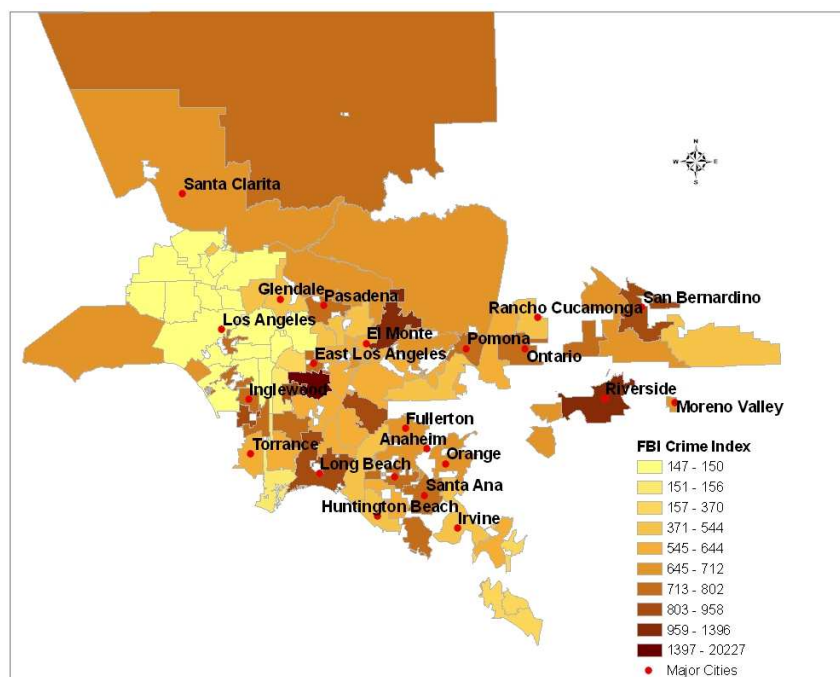 N
W E
S
Santa Clarita
Glendale
Pasadena
Rancho Cucamonga
San Bernardino
Los Angeles
El Monte
East Los Angeles
Pomona
Ontario
Inglewood
Riverside
Moreno Valley
Fullerton
Anaheim
Torrance
Orange
Long Beach
Santa Ana
Huntington Beach
Irvine
FBI Crime Index
147 - 150
151 - 156
157 - 370
371 - 544
545 - 644
645 - 712
713 - 802
803 - 958
959 - 1396
1397 - 20227
Major Cities